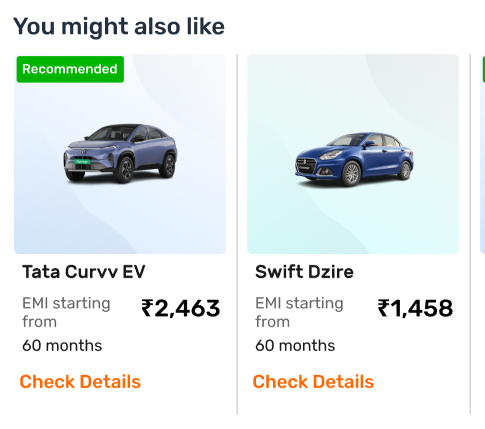 You might also like
Recommended
Tata Curvv EV
EMI starting
from
₹2,463
60 months
Check Details
Swift Dzire
EMI starting
from
₹1,458
60 months
Check Details